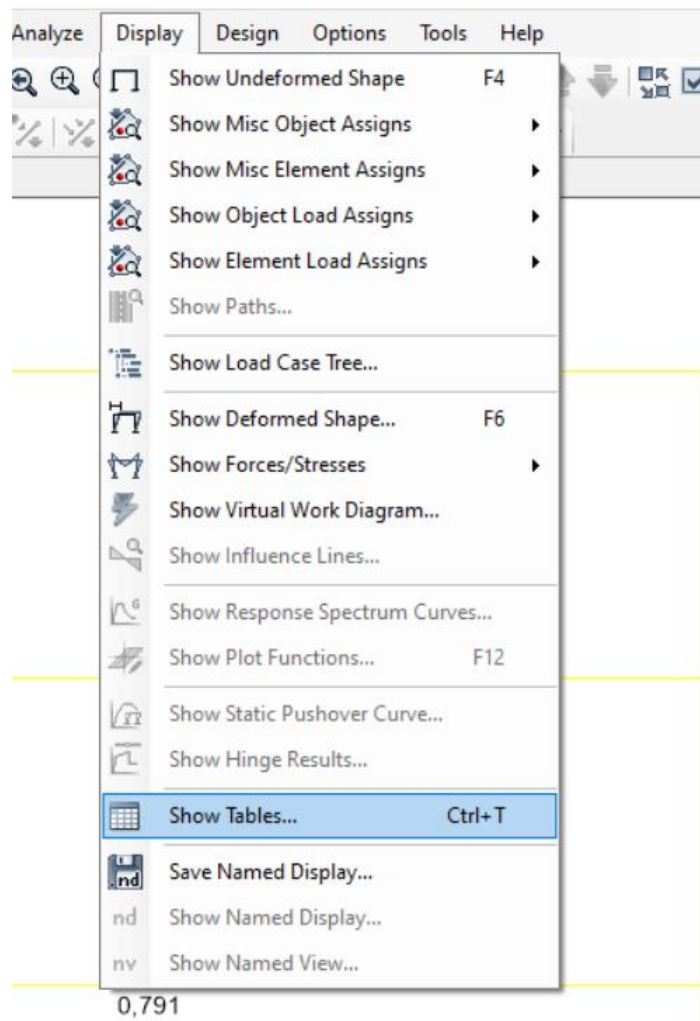 Analyze Display Design Options Tools Help
Show Undeformed Shape F4
Show Misc Object Assigns
Show Misc Element Assigns
Show Object Load Assigns
Show Element Load Assigns
Show Paths...
Show Load Case Tree...
Show Deformed Shape... F6
Show Forces/Stresses
Show Virtual Work Diagram...
Show Influence Lines...
Show Response Spectrum Curves...
Show Plot Functions... F12
Show Static Pushover Curve...
Show Hinge Results...
Show Tables... Ctrl+T
.nd Save Named Display...
nd Show Named Display...
nv Show Named View...
0,791